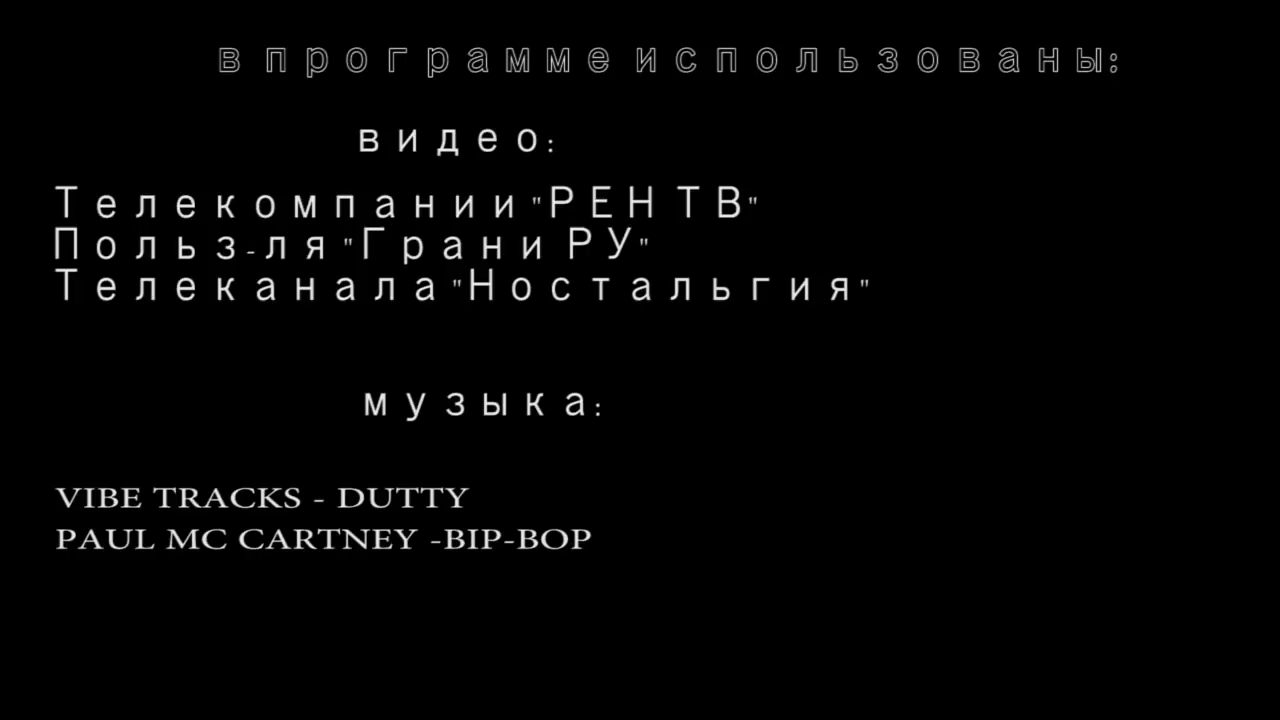 в программе использованы:
видео:
Телекомпании "РЕН ТВ"
Польз-ля "Грани РУ"
Телеканала "Ностальгия"
музыка:
VIBE TRACKS - DUTTY
PAUL MC CARTNEY -BIP-BOP